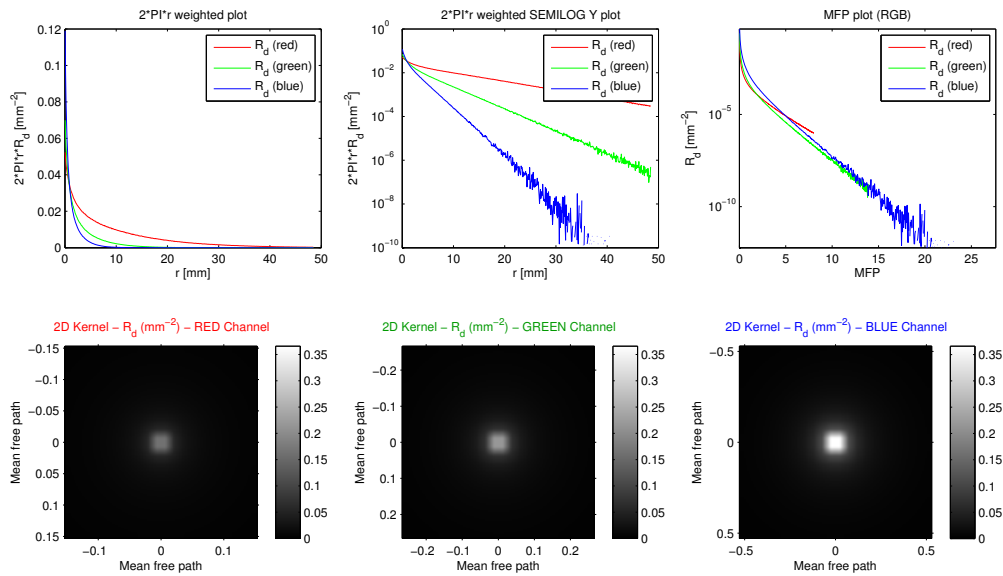 2*PI*r weighted plot
2*PI*r*R_d [mm^−2]
0.12
0.1
0.08
0.06
0.04
0.02
0
0 10 20 30 40 50
r [mm]
R_d (red)
R_d (green)
R_d (blue)
2*PI*r weighted SEMILOG Y plot
2*PI*r*R_d [mm^−2]
10^0
10^−2
10^−4
10^−6
10^−8
10^−10
0 10 20 30 40 50
r [mm]
R_d (red)
R_d (green)
R_d (blue)
MFP plot (RGB)
R_d [mm^−2]
10^−5
10^−10
0 5 10 15 20 25
MFP
R_d (red)
R_d (green)
R_d (blue)
2D Kernel − R_d (mm^−2) − RED Channel
Mean free path
−0.15
−0.1
−0.05
0
0.05
0.1
0.15
−0.1 0 0.1
Mean free path
0.35
0.3
0.25
0.2
0.15
0.1
0.05
0
2D Kernel − R_d (mm^−2) − GREEN Channel
Mean free path
−0.2
−0.1
0
0.1
0.2
−0.2 −0.1 0 0.1 0.2
Mean free path
0.35
0.3
0.25
0.2
0.15
0.1
0.05
0
2D Kernel − R_d (mm^−2) − BLUE Channel
Mean free path
−0.5
0
0.5
−0.5 0 0.5
Mean free path
0.35
0.3
0.25
0.2
0.15
0.1
0.05
0